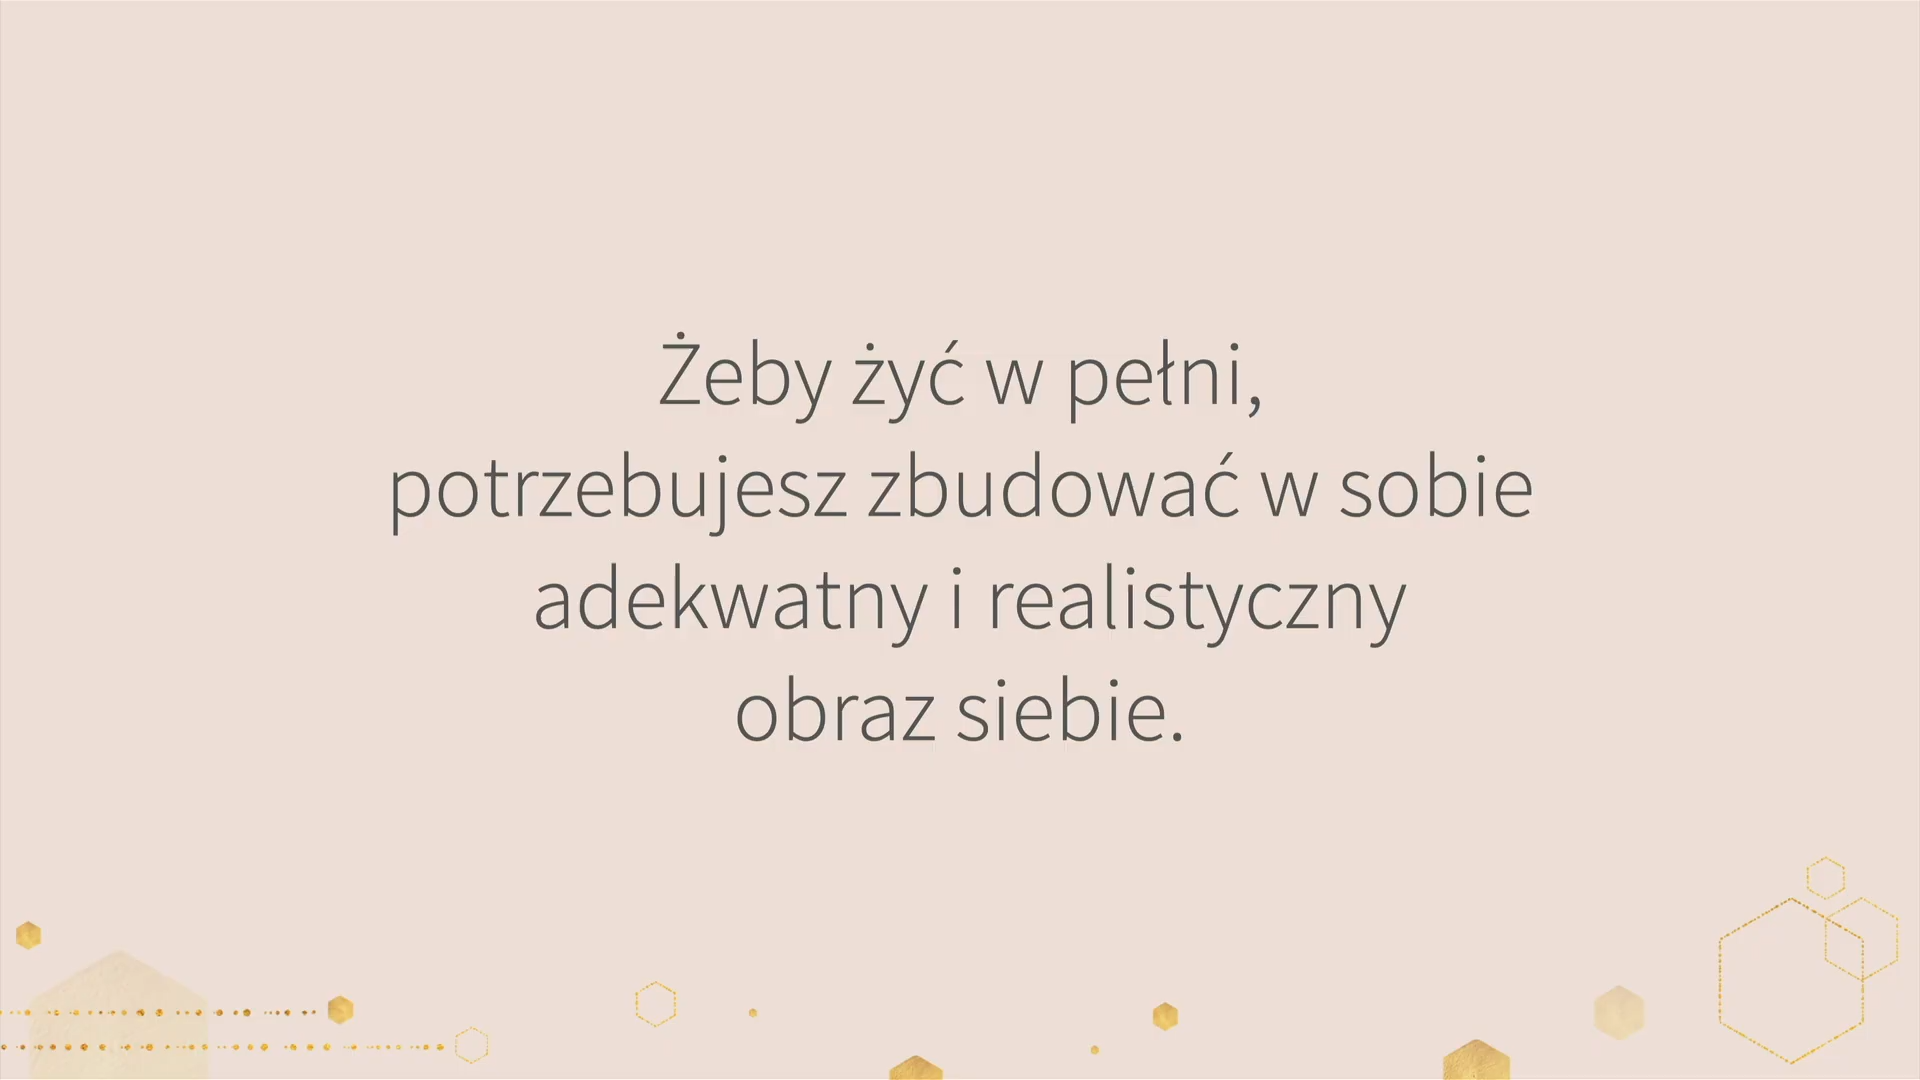 Żeby żyć w pełni,
potrzebujesz zbudować w sobie
adekwatny i realistyczny
obraz siebie.